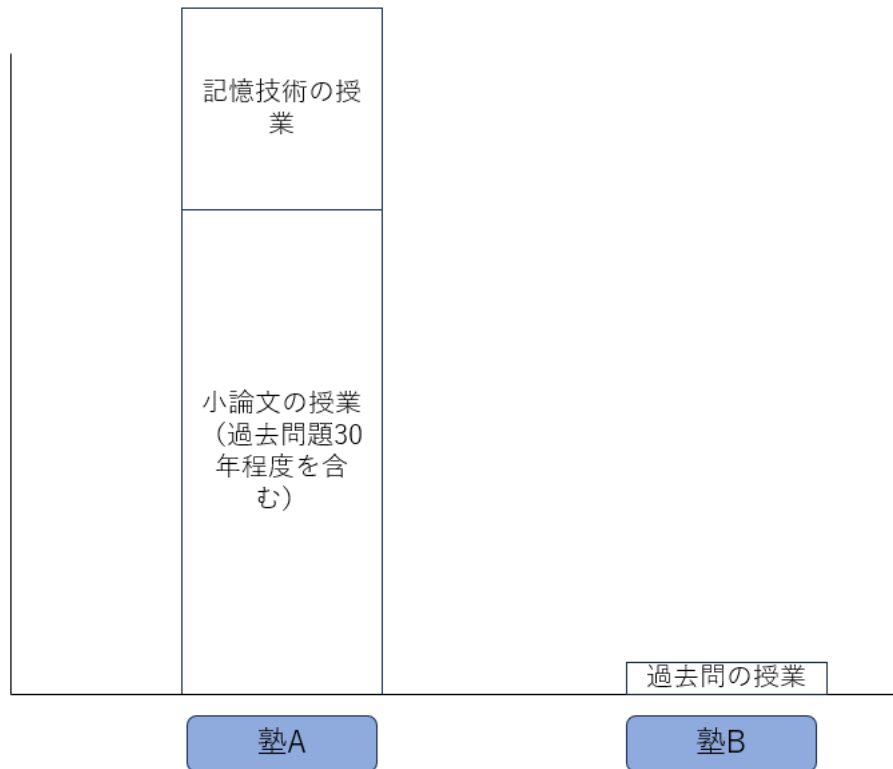 記憶技術の授
業
小論文の授業
（過去問題30
年程度を含
む）
過去問の授業
塾A
塾B